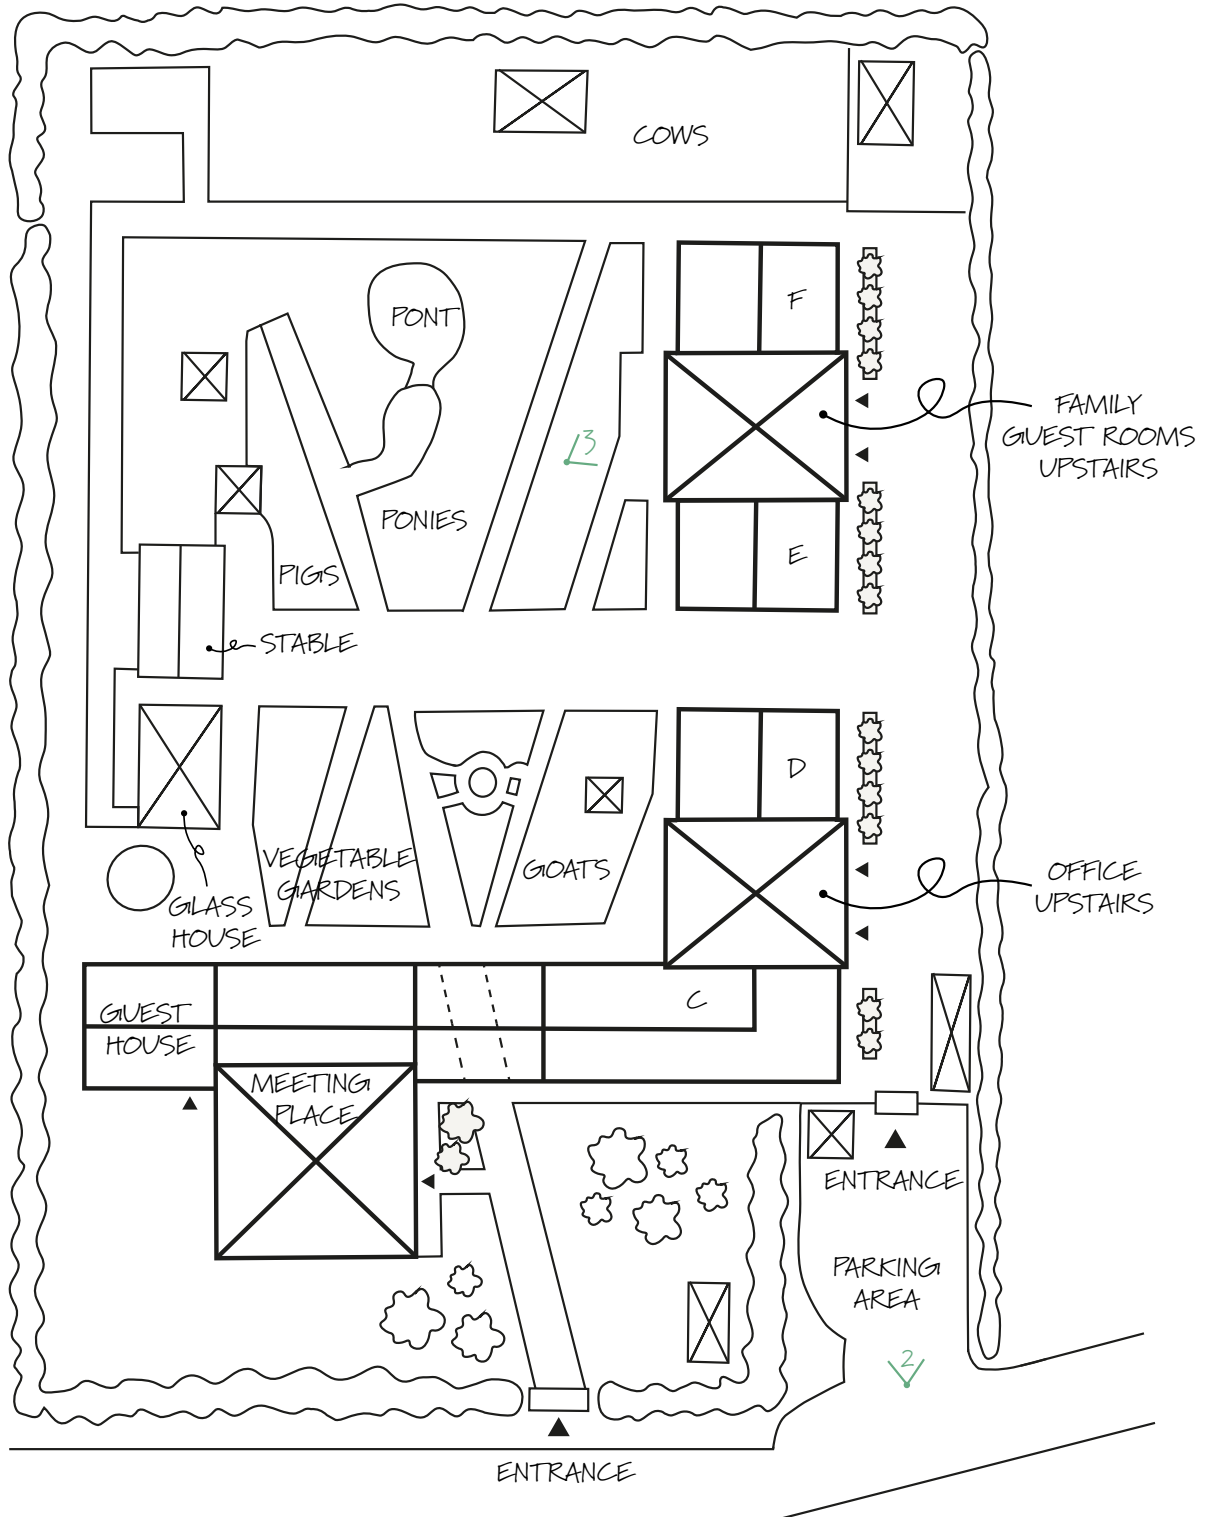 COWS
F
PONT
FAMILY
GUEST ROOMS
UPSTAIRS
3
PONIES
E
PIGS
STABLE
D
VEGETABLE
GARDENS
GOATS
OFFICE
UPSTAIRS
GLASS
HOUSE
C
GUEST
HOUSE
MEETING
PLACE
ENTRANCE
PARKING
AREA
2
ENTRANCE